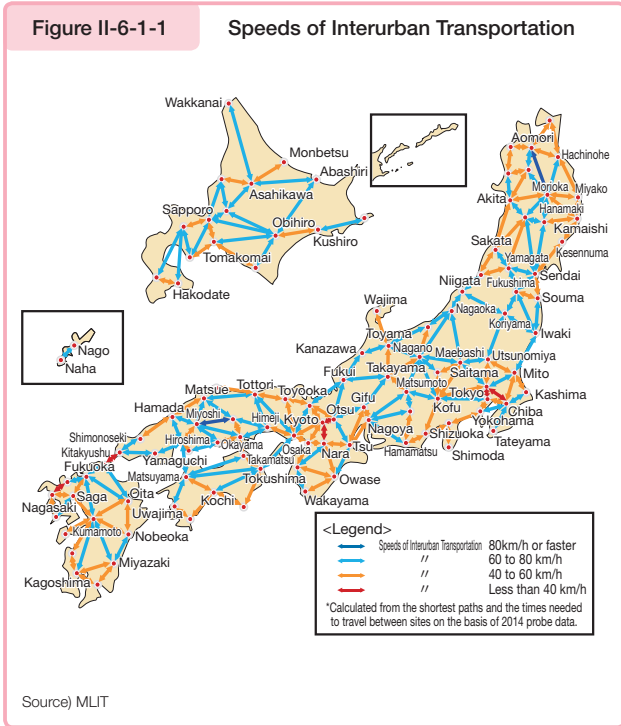 Figure II-6-1-1 Speeds of Interurban Transportation
Wakkanai
Monbetsu
Abashiri
Asahikawa
Sapporo
Obihiro
Kushiro
Tomakomai
Hakodate
Aomori
Hachinohe
Morioka
Miyako
Akita
Hanamaki
Kamaishi
Sakata
Kesennuma
Yamagata
Sendai
Niigata
Fukushima
Souma
Wajima
Nagaoka
Koriyama
Iwaki
Toyama
Nagano
Kanazawa
Maebashi
Utsunomiya
Fukui
Takayama
Saitama
Mito
Matsumoto
Tokyo
Kashima
Nago
Naha
Tottori
Toyooka
Gifu
Matsue
Otsu
Kofu
Chiba
Hamada
Miyoshi
Himeji
Kyoto
Yokohama
Nagoya
Shizuoka
Tateyama
Shimonoseki
Hiroshima
Okayama
Osaka
Nara
Tsu
Hamamatsu
Shimoda
Kitakyushu
Yamaguchi
Takamatsu
Fukuoka
Matsuyama
Tokushima
Owase
Saga
Oita
Kochi
Wakayama
Nagasaki
Uwajima
Kumamoto
Nobeoka
Miyazaki
Kagoshima
<Legend>
Speeds of Interurban Transportation 80km/h or faster
〃 60 to 80 km/h
〃 40 to 60 km/h
〃 Less than 40 km/h
*Calculated from the shortest paths and the times needed
to travel between sites on the basis of 2014 probe data.
Source) MLIT